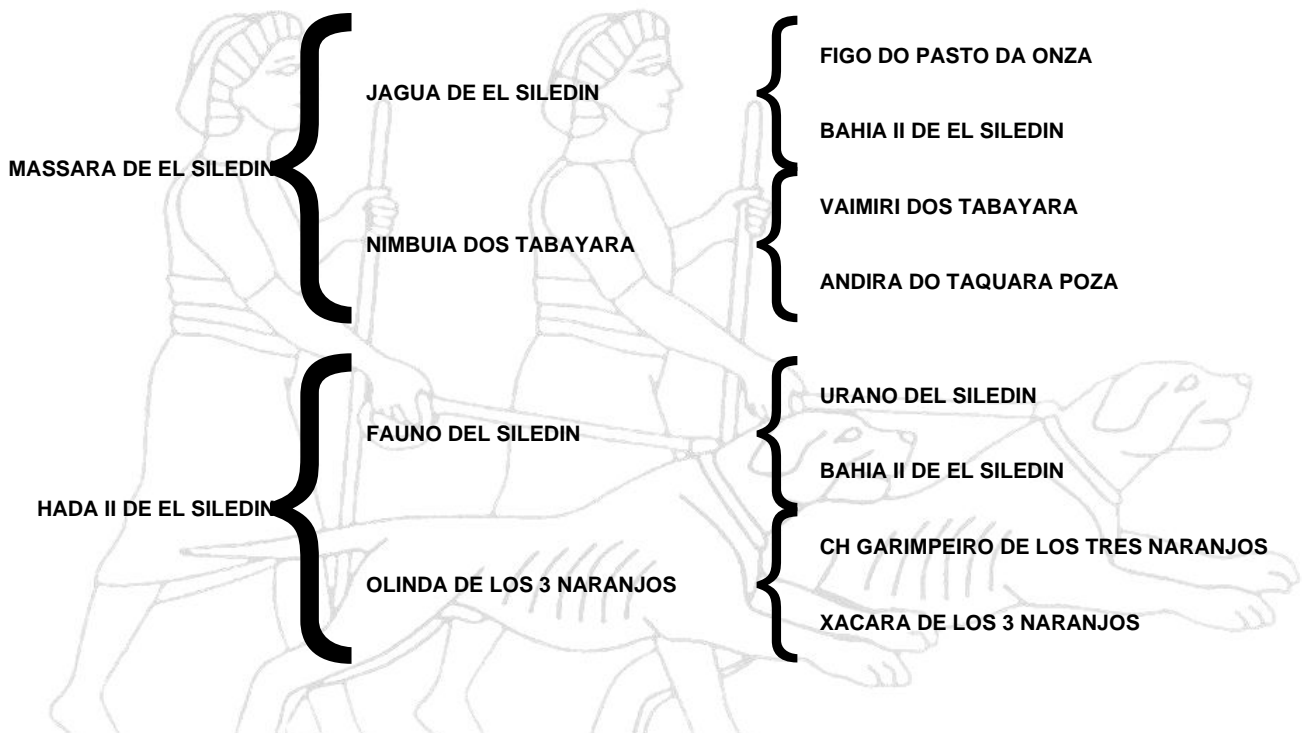 FIGO DO PASTO DA ONZA
JAGUA DE EL SILEDIN
BAHIA II DE EL SILEDIN
MASSARA DE EL SILEDIN
VAIMIRI DOS TABAYARA
NIMBUIA DOS TABAYARA
ANDIRA DO TAQUARA POZA
URANO DEL SILEDIN
FAUNO DEL SILEDIN
BAHIA II DE EL SILEDIN
HADA II DE EL SILEDIN
CH GARIMPEIRO DE LOS TRES NARANJOS
OLINDA DE LOS 3 NARANJOS
XACARA DE LOS 3 NARANJOS